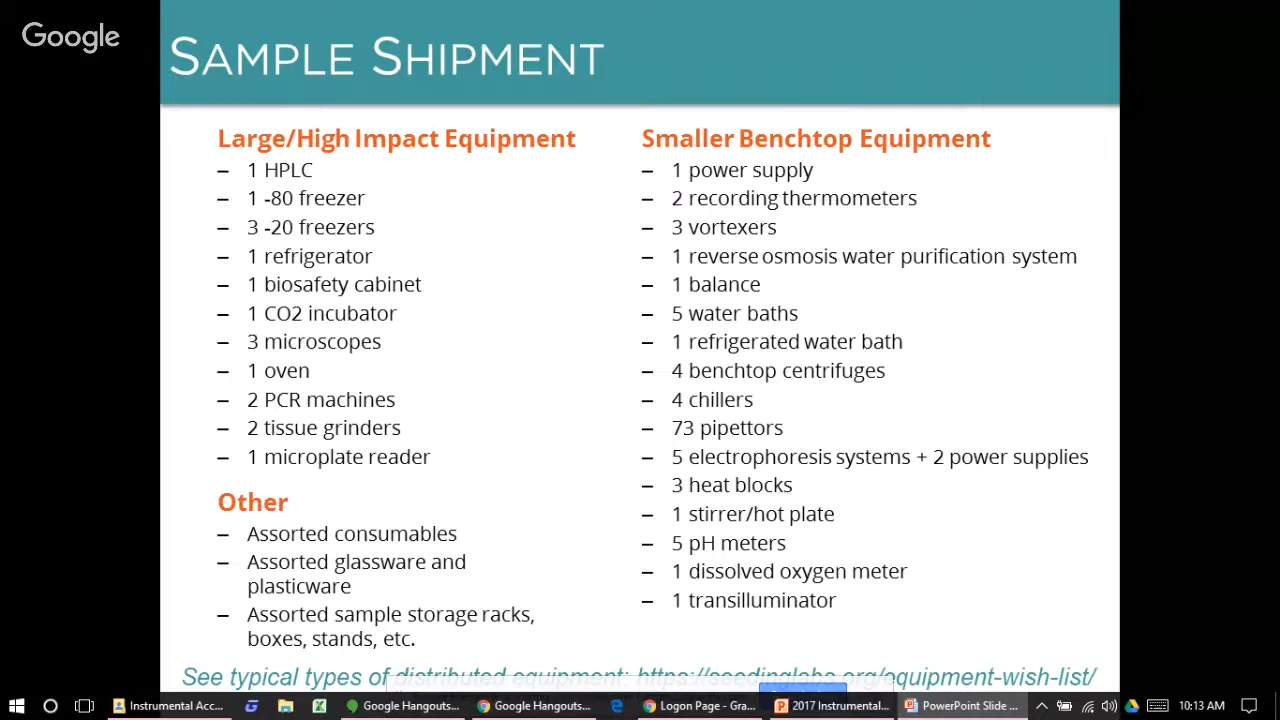 Google
SAMPLE SHIPMENT
Large/High Impact Equipment
– 1 HPLC
– 1 -80 freezer
– 3 -20 freezers
– 1 refrigerator
– 1 biosafety cabinet
– 1 CO2 incubator
– 3 microscopes
– 1 oven
– 2 PCR machines
– 2 tissue grinders
– 1 microplate reader
Other
– Assorted consumables
– Assorted glassware and
plasticware
– Assorted sample storage racks,
boxes, stands, etc.
Smaller Benchtop Equipment
– 1 power supply
– 2 recording thermometers
– 3 vortexers
– 1 reverse osmosis water purification system
– 1 balance
– 5 water baths
– 1 refrigerated water bath
– 4 benchtop centrifuges
– 4 chillers
– 73 pipettors
– 5 electrophoresis systems + 2 power supplies
– 3 heat blocks
– 1 stirrer/hot plate
– 5 pH meters
– 1 dissolved oxygen meter
– 1 transilluminator
See typical types of distributed equipment: https://seedinglabs.org/equipment-wish-list/
Instrumental Acc...
Google Hangouts...
Google Hangouts...
Logon Page - Gra...
2017 Instrumental...
PowerPoint Slide ...
10:13 AM